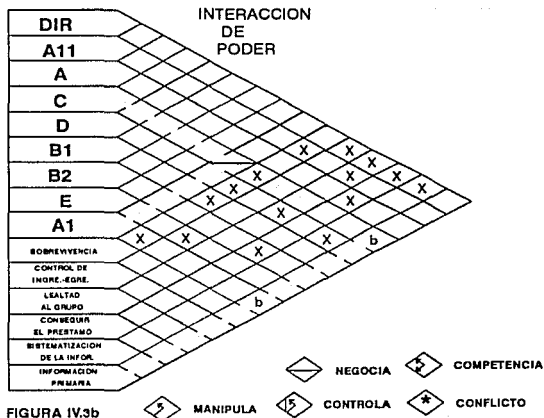 INTERACCION
DE
PODER
DIR
A11
A
C
D
B1
B2
E
A1
SOBREVIVENCIA
CONTROL DE
INGRE.-EGRE.
LEALTAD
AL GRUPO
CONSEGUIR
EL PRESTAMO
SISTEMATIZACION
DE LA INFOR.
INFORMACION
PRIMARIA
X X
X
X X X
X X X
X X
X X X b
X
b
NEGOCIA
COMPETENCIA
MANIPULA
CONTROLA
* CONFLICTO
FIGURA IV.3b